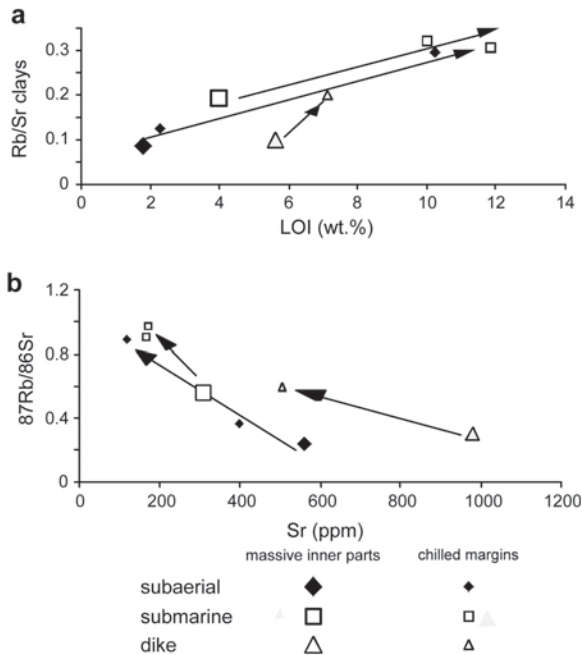 a
Rb/Sr clays
0.3
0.2
0.1
0
0 2 4 6 8 10 12 14
LOI (wt.%)
b
87Rb/86Sr
1.2
0.8
0.4
0
0 200 400 600 800 1000 1200
Sr (ppm)
massive inner parts chilled margins
subaerial
submarine
dike